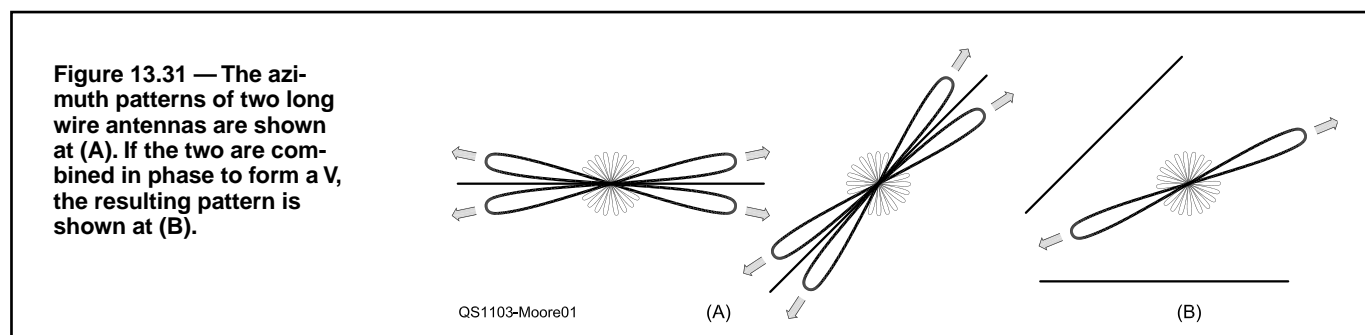 Figure 13.31 — The azi-
muth patterns of two long
wire antennas are shown
at (A). If the two are com-
bined in phase to form a V,
the resulting pattern is
shown at (B).
QS1103-Moore01
(A)
(B)